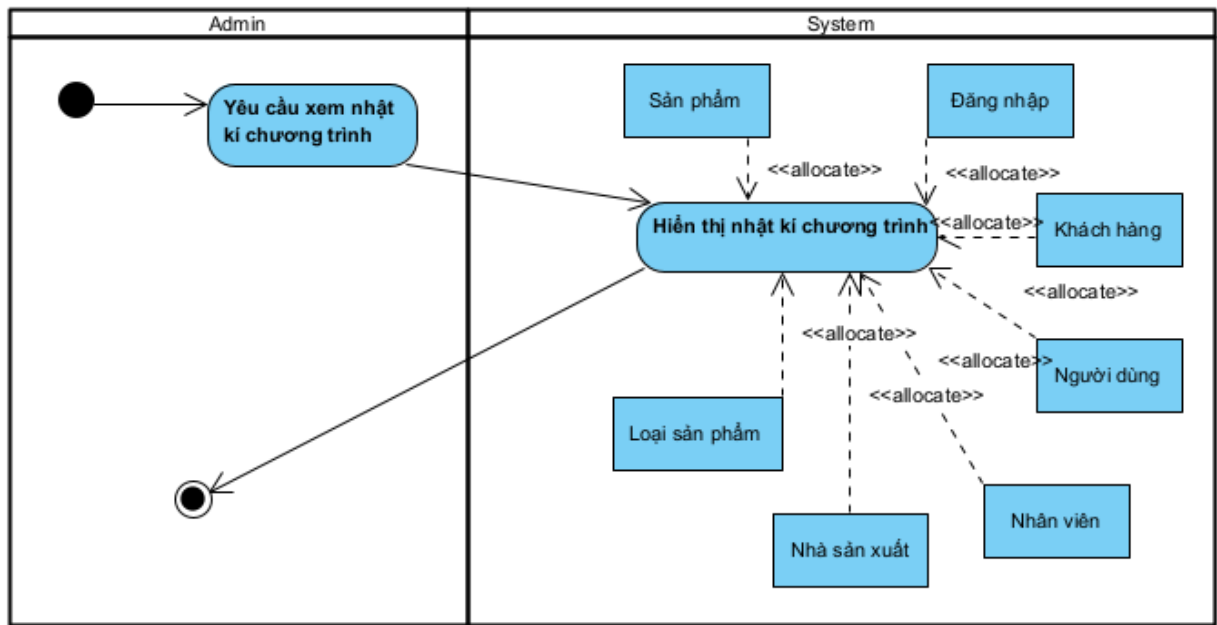 Admin
System
Yêu cầu xem nhật
kí chương trình
Sản phẩm
Đăng nhập
<<allocate>>
<<allocate>>
Hiển thị nhật kí chương trình
<<allocate>>
Khách hàng
<<allocate>>
<<allocate>>
<<allocate>>
Người dùng
<<allocate>>
Loại sản phẩm
Nhân viên
Nhà sản xuất